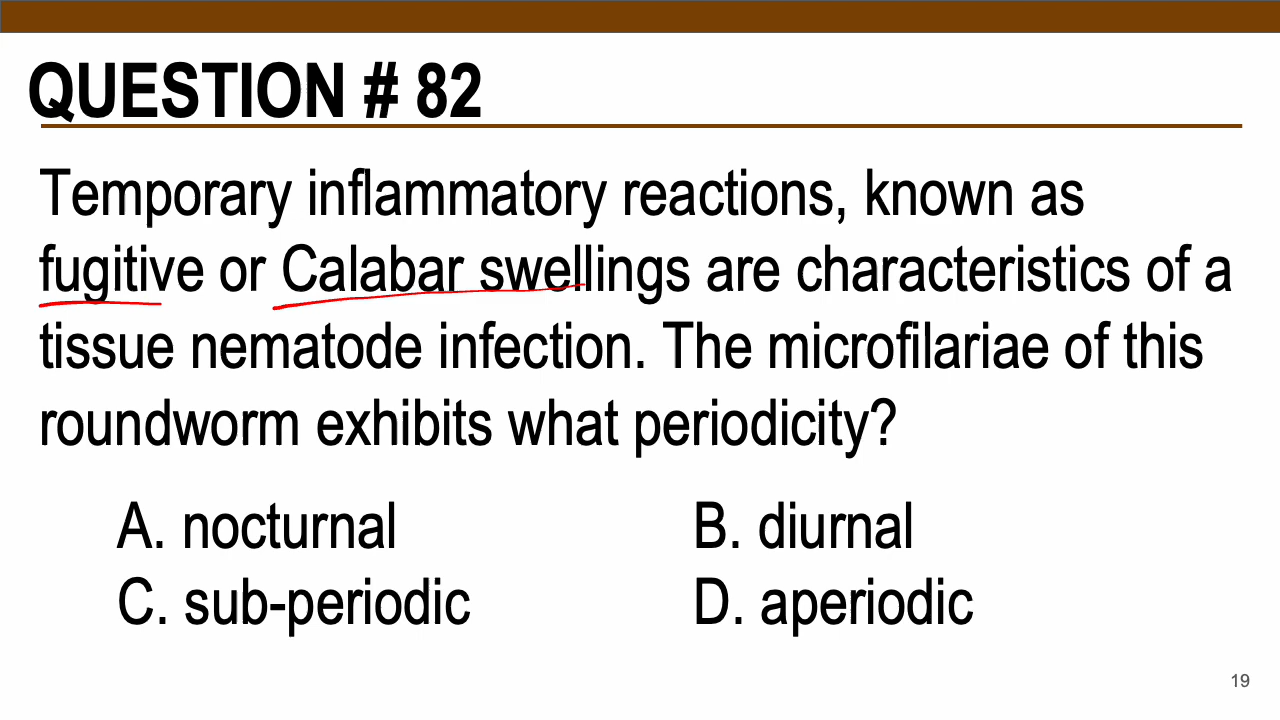 QUESTION # 82
Temporary inflammatory reactions, known as
fugitive or Calabar swellings are characteristics of a
tissue nematode infection. The microfilariae of this
roundworm exhibits what periodicity?
A. nocturnal B. diurnal
C. sub-periodic D. aperiodic
19